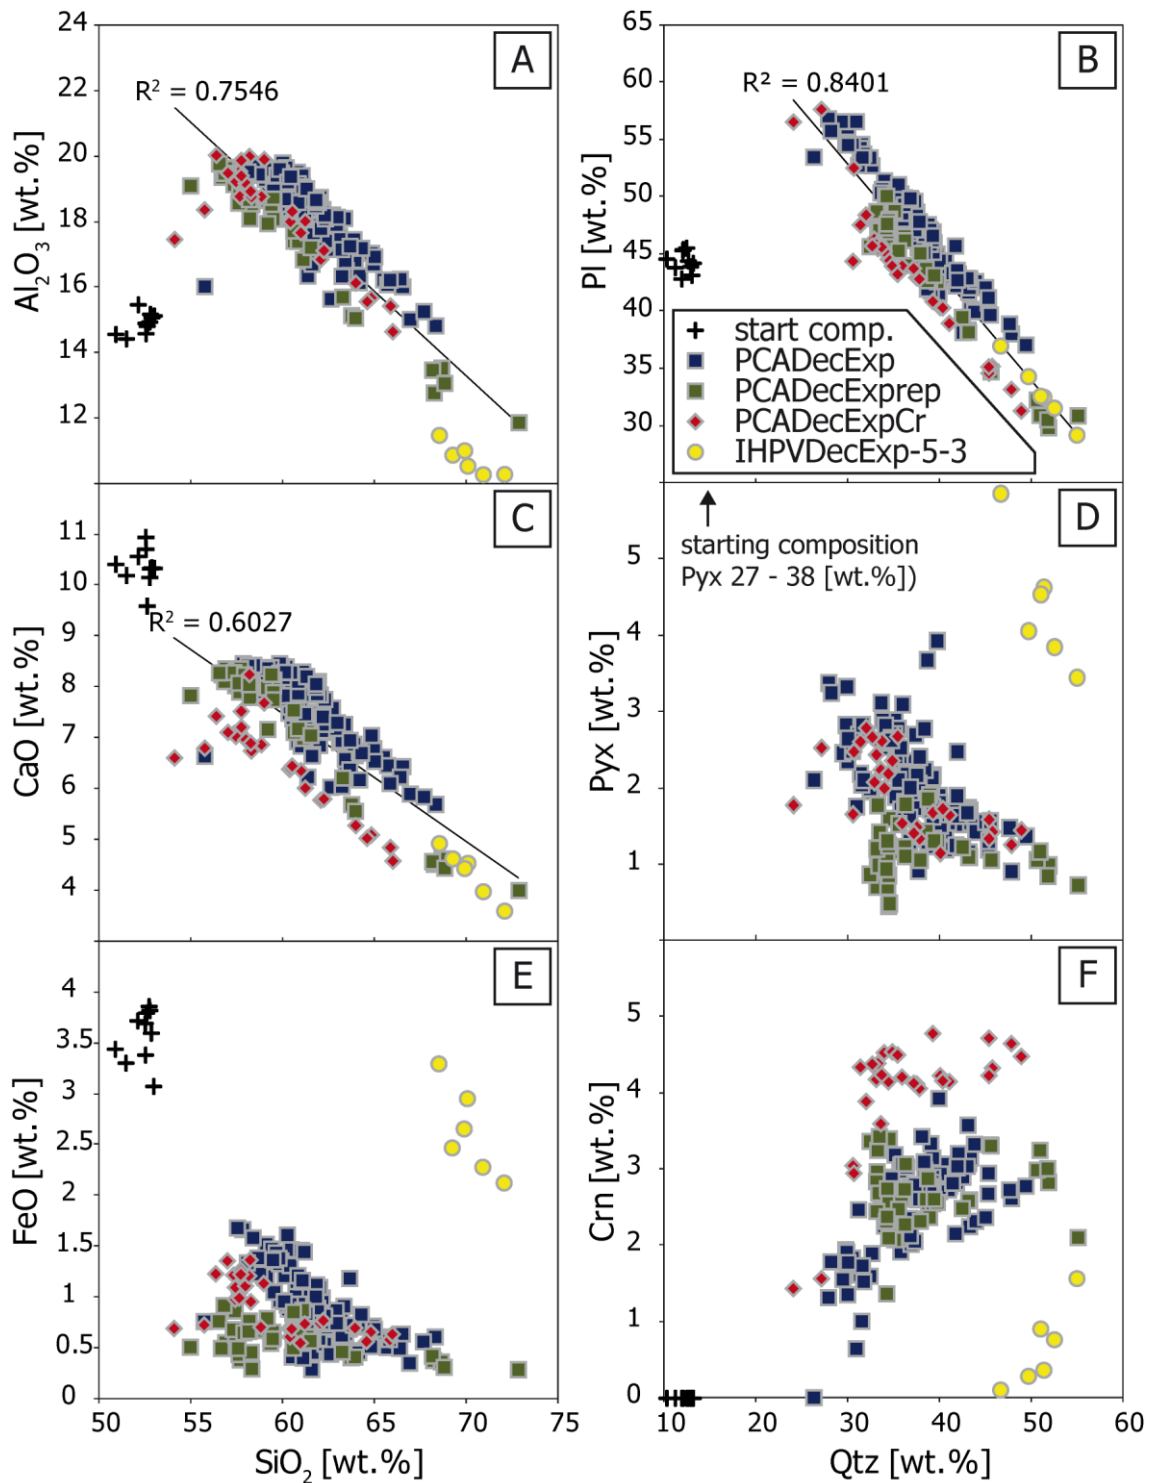 A
R² = 0.7546
24
22
20
18
16
14
12
Al₂O₃ [wt.%]
B
R² = 0.8401
65
60
55
50
45
40
35
30
Pl [wt.%]
start comp.
PCADecExp
PCADecExprep
PCADecExpCr
IHPVDecExp-5-3
C
R² = 0.6027
11
10
9
8
7
6
5
4
CaO [wt.%]
D
starting composition
Pyx 27 - 38 [wt.%])
5
4
3
2
1
Pyx [wt.%]
E
4
3.5
3
2.5
2
1.5
1
0.5
0
FeO [wt.%]
50 55 60 65 70 75
SiO₂ [wt.%]
F
5
4
3
2
1
0
Crn [wt.%]
10 20 30 40 50 60
Qtz [wt.%]